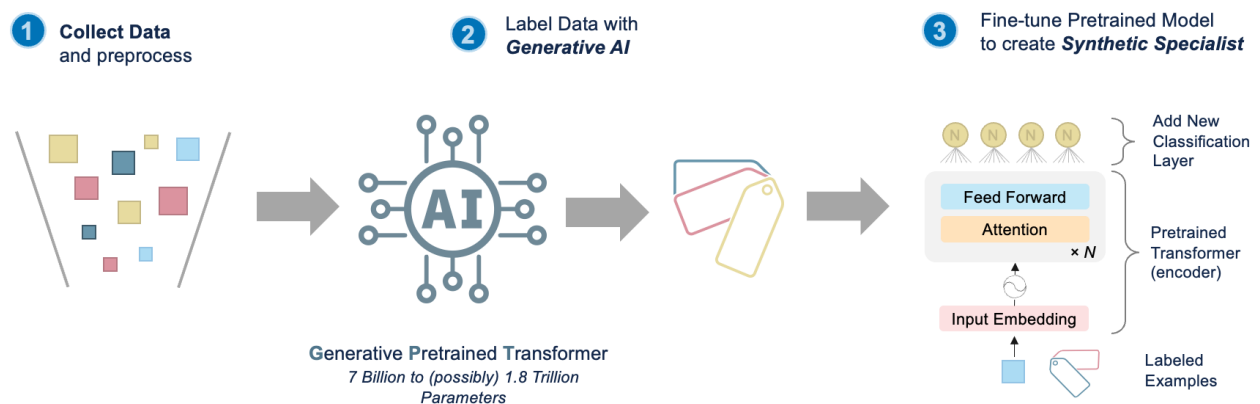 1
Collect Data
and preprocess
2
Label Data with
Generative AI
3
Fine-tune Pretrained Model
to create Synthetic Specialist
AI
Generative Pretrained Transformer
7 Billion to (possibly) 1.8 Trillion
Parameters
N N N N
Add New
Classification
Layer
Feed Forward
Attention
× N
Pretrained
Transformer
(encoder)
Input Embedding
Labeled
Examples